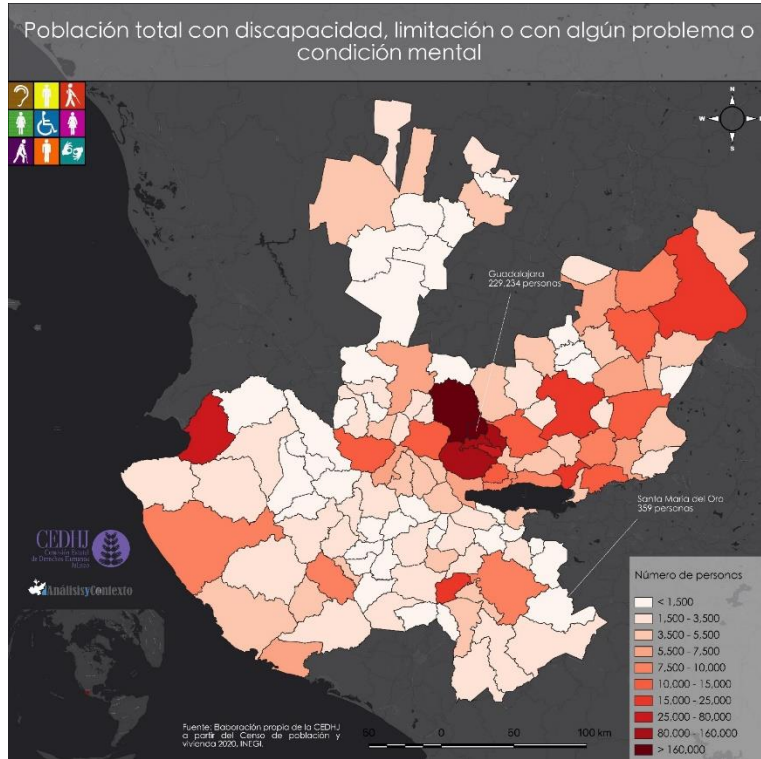 Población total con discapacidad, limitación o con algún problema o
condición mental
N
W
S
Guadalajara
229,234 personas
Santa María del Oro
359 personas
CEDHJ
Comisión Estatal
de Derechos Humanos
Jalisco
AnálisisyContexto
Número de personas
< 1,500
1,500 - 3,500
3,500 - 5,500
5,500 - 7,500
7,500 - 10,000
10,000 - 15,000
15,000 - 25,000
25,000 - 80,000
80,000 - 160,000
> 160,000
Fuente: Elaboración propia de la CEDHJ
a partir del Censo de población y
vivienda 2020, INEGI.
50 0 50 100 km